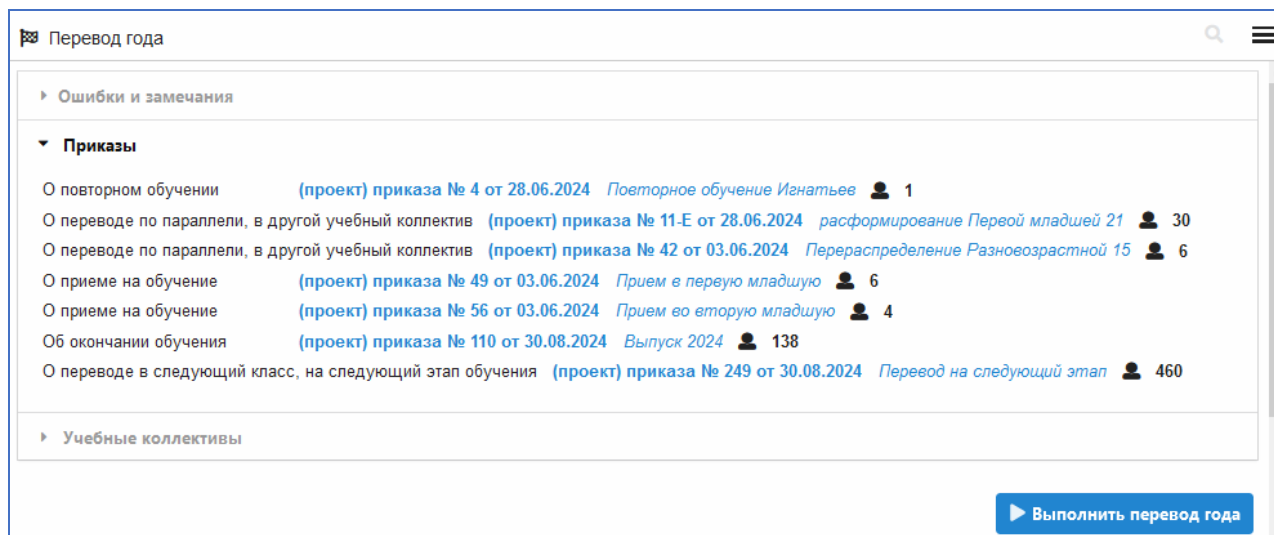 Перевод года
Ошибки и замечания
Приказы
О повторном обучении (проект) приказа № 4 от 28.06.2024 Повторное обучение Игнатьев 1
О переводе по параллели, в другой учебный коллектив (проект) приказа № 11-Е от 28.06.2024 расформирование Первой младшей 21 30
О переводе по параллели, в другой учебный коллектив (проект) приказа № 42 от 03.06.2024 Перераспределение Разновозрастной 15 6
О приеме на обучение (проект) приказа № 49 от 03.06.2024 Прием в первую младшую 6
О приеме на обучение (проект) приказа № 56 от 03.06.2024 Прием во вторую младшую 4
Об окончании обучения (проект) приказа № 110 от 30.08.2024 Выпуск 2024 138
О переводе в следующий класс, на следующий этап обучения (проект) приказа № 249 от 30.08.2024 Перевод на следующий этап 460
Учебные коллективы
Выполнить перевод года